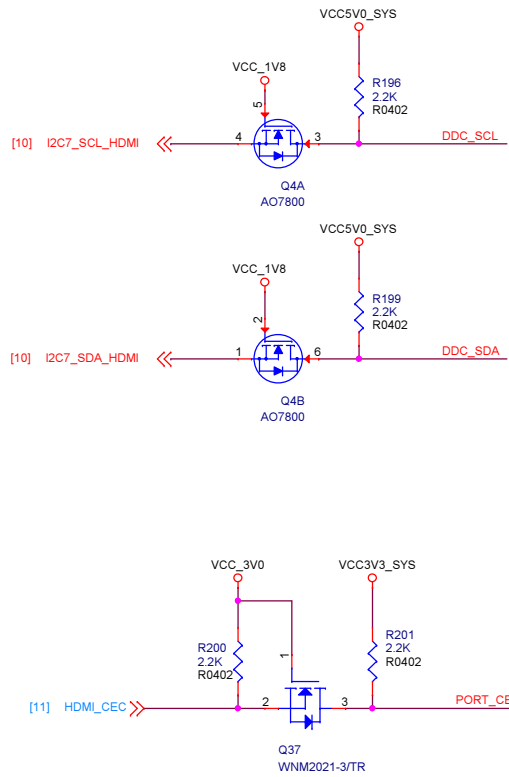 VCC5V0_SYS
VCC_1V8
R196
2.2K
R0402
5
[10] I2C7_SCL_HDMI
4
3
DDC_SCL
Q4A
AO7800
VCC5V0_SYS
VCC_1V8
R199
2.2K
R0402
2
[10] I2C7_SDA_HDMI
1
6
DDC_SDA
Q4B
AO7800
VCC_3V0
VCC3V3_SYS
R200
2.2K
R0402
R201
2.2K
R0402
1
[11] HDMI_CEC
2
3
PORT_CE
Q37
WNM2021-3/TR